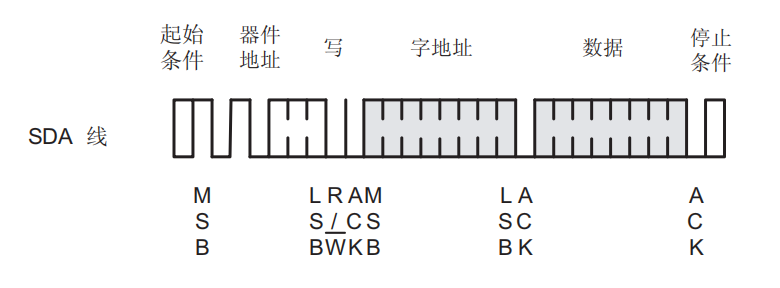 起始 器件 写 字地址 数据 停止
条件 地址 条件
SDA 线
M L R A M L A A
S S / C S S C C
B B W K B B K K